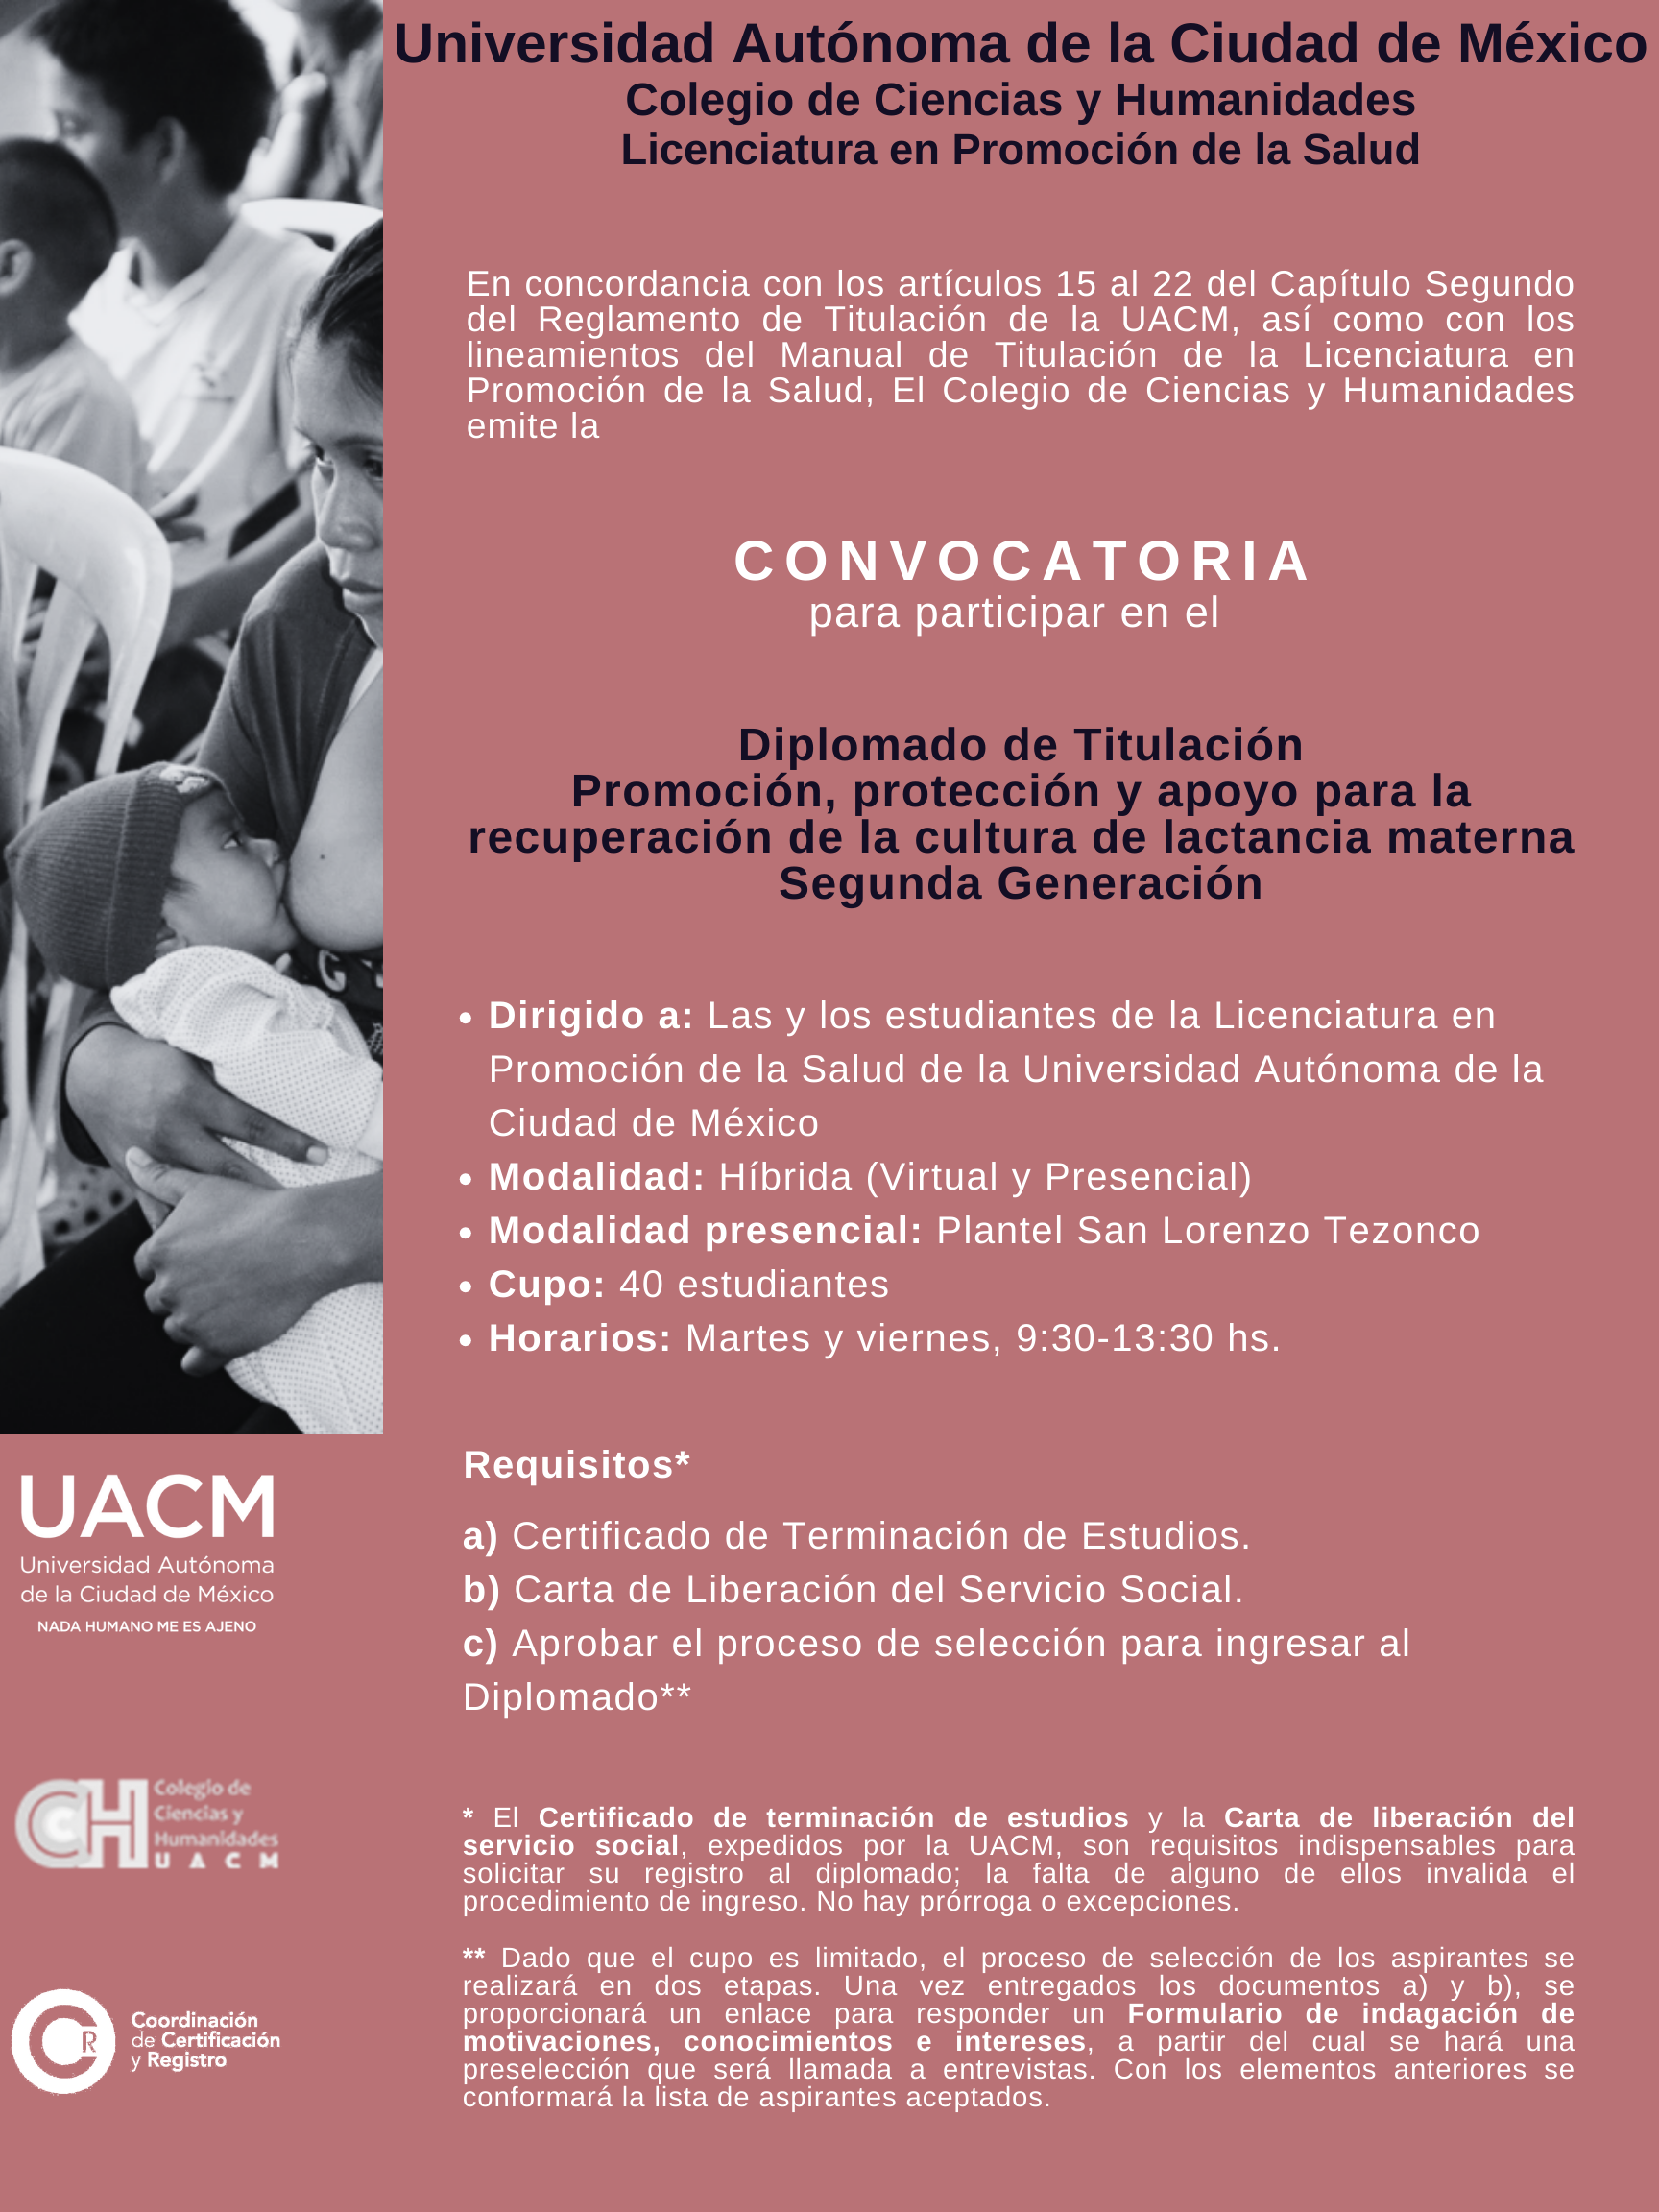 Universidad Autónoma de la Ciudad de México
Colegio de Ciencias y Humanidades
Licenciatura en Promoción de la Salud
En concordancia con los artículos 15 al 22 del Capítulo Segundo
del Reglamento de Titulación de la UACM, así como con los
lineamientos del Manual de Titulación de la Licenciatura en
Promoción de la Salud, El Colegio de Ciencias y Humanidades
emite la
CONVOCATORIA
para participar en el
Diplomado de Titulación
Promoción, protección y apoyo para la
recuperación de la cultura de lactancia materna
Segunda Generación
• Dirigido a: Las y los estudiantes de la Licenciatura en
Promoción de la Salud de la Universidad Autónoma de la
Ciudad de México
• Modalidad: Híbrida (Virtual y Presencial)
• Modalidad presencial: Plantel San Lorenzo Tezonco
• Cupo: 40 estudiantes
• Horarios: Martes y viernes, 9:30-13:30 hs.
Requisitos*
a) Certificado de Terminación de Estudios.
b) Carta de Liberación del Servicio Social.
c) Aprobar el proceso de selección para ingresar al
Diplomado**
* El Certificado de terminación de estudios y la Carta de liberación del
servicio social, expedidos por la UACM, son requisitos indispensables para
solicitar su registro al diplomado; la falta de alguno de ellos invalida el
procedimiento de ingreso. No hay prórroga o excepciones.
** Dado que el cupo es limitado, el proceso de selección de los aspirantes se
realizará en dos etapas. Una vez entregados los documentos a) y b), se
proporcionará un enlace para responder un Formulario de indagación de
motivaciones, conocimientos e intereses, a partir del cual se hará una
preselección que será llamada a entrevistas. Con los elementos anteriores se
conformará la lista de aspirantes aceptados.
UACM
Universidad Autónoma
de la Ciudad de México
NADA HUMANO ME ES AJENO
CCH
Colegio de
Ciencias y
Humanidades
UACM
CR
Coordinación
de Certificación
y Registro